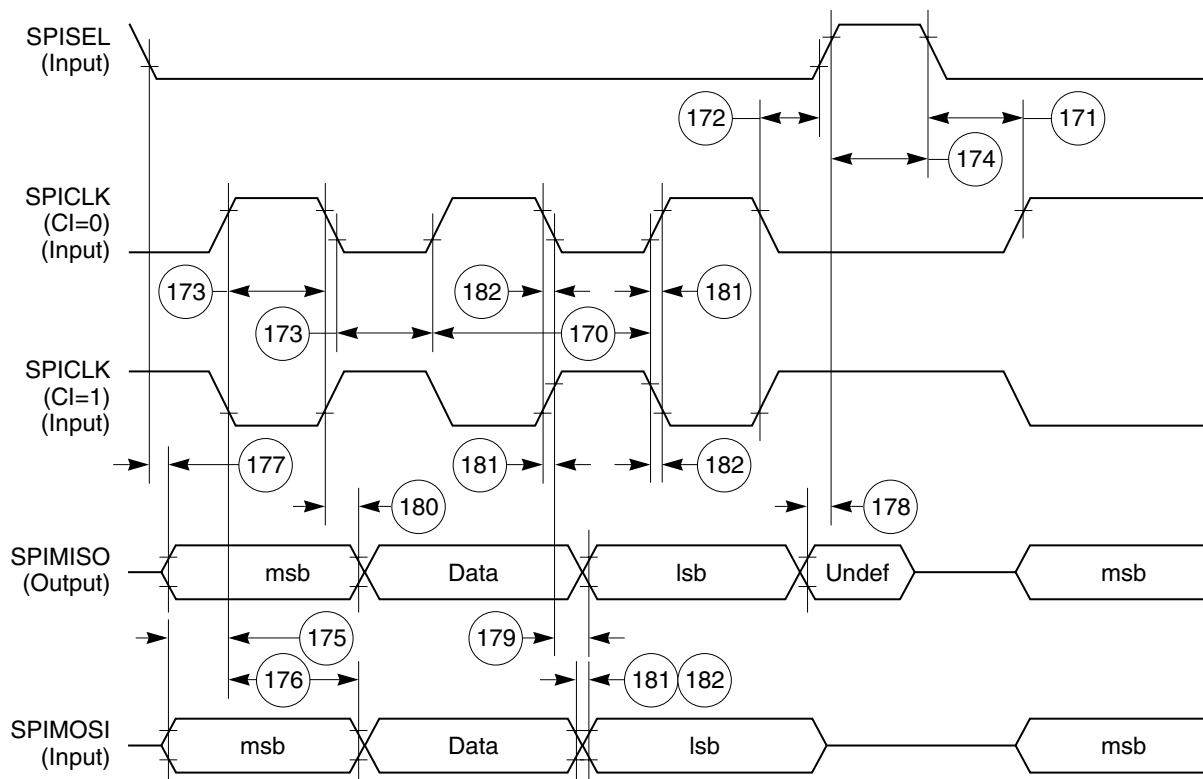 SPISEL
(Input)
172
171
174
SPICLK
(CI=0)
(Input)
173
182
181
173
170
SPICLK
(CI=1)
(Input)
177
181
182
180
178
SPIMISO
(Output)
msb
Data
lsb
Undef
msb
175
179
176
181
182
SPIMOSI
(Input)
msb
Data
lsb
msb